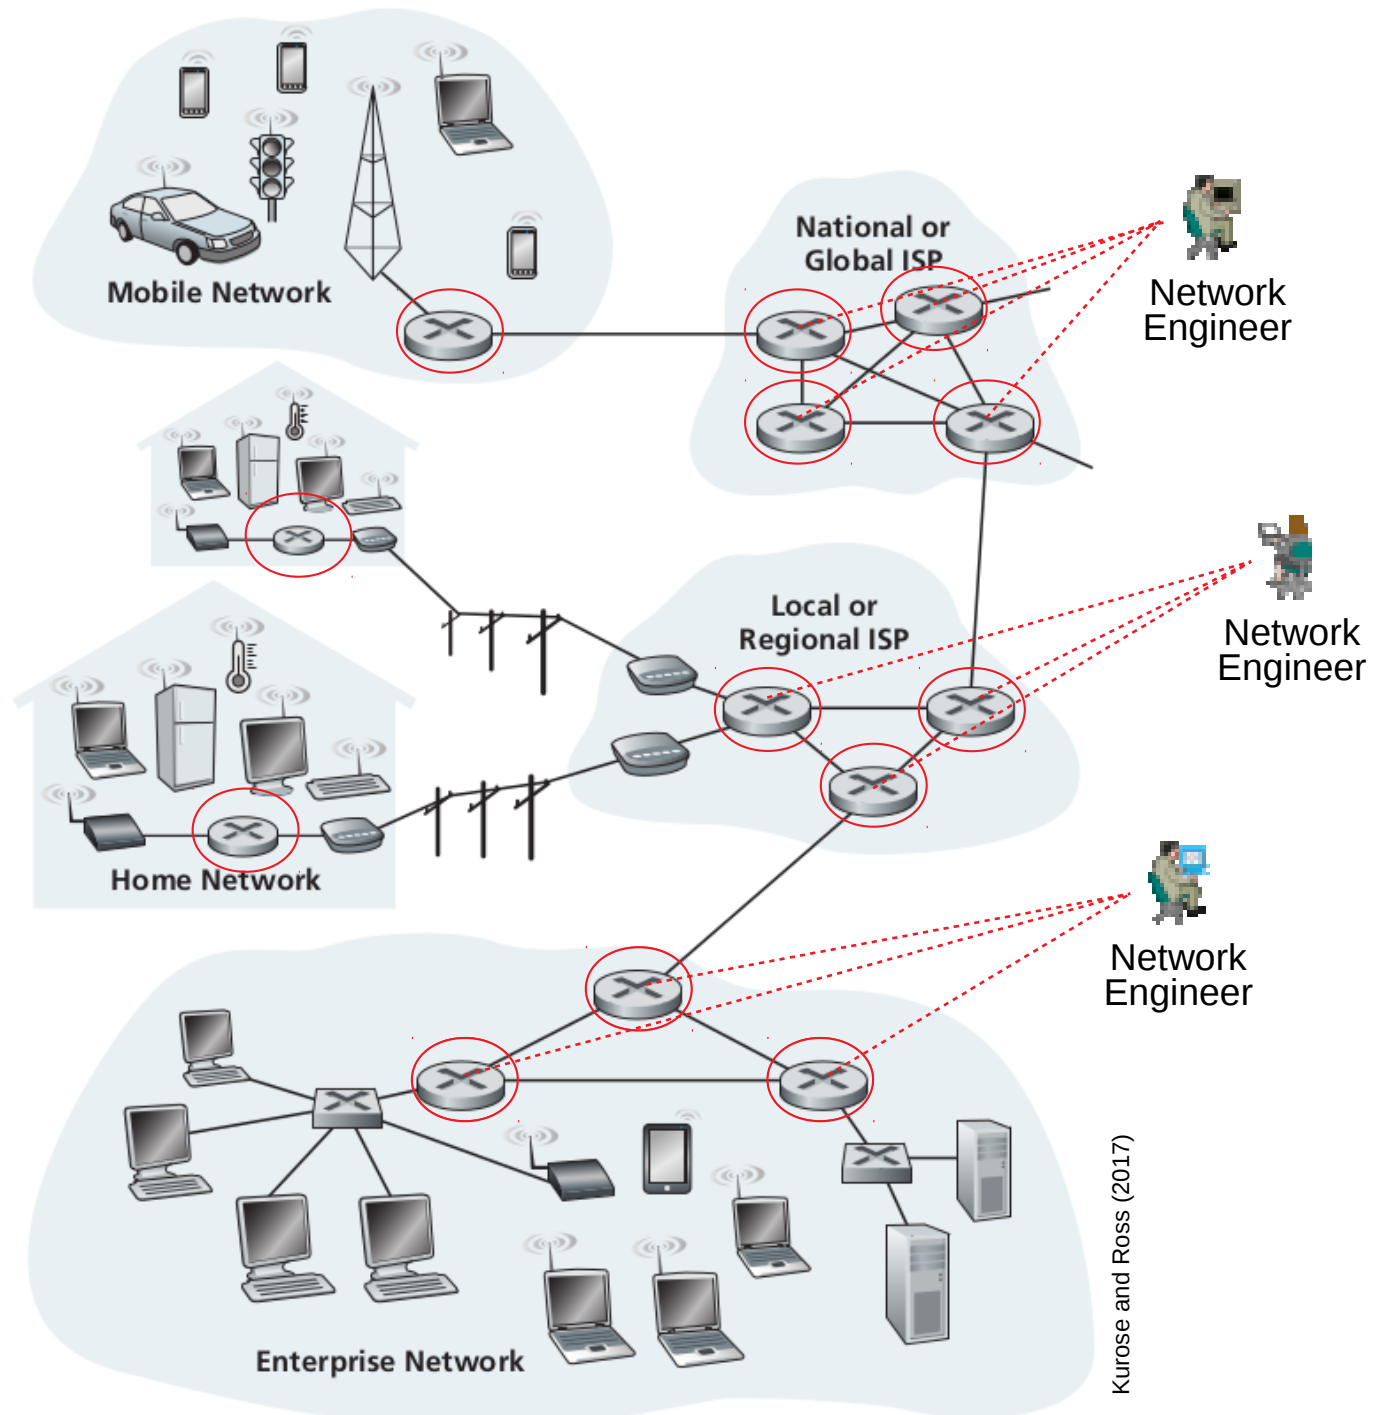 Mobile Network
National or
Global ISP
Network
Engineer
Local or
Regional ISP
Network
Engineer
Home Network
Network
Engineer
Enterprise Network
Kurose and Ross (2017)